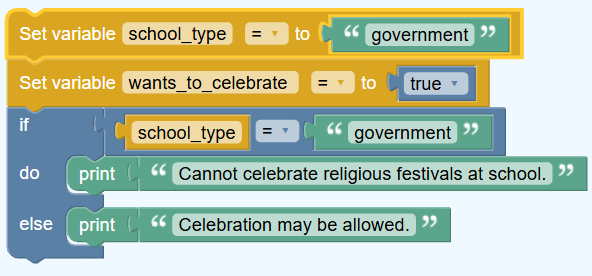 Set variable school_type = to “ government ”
Set variable wants_to_celebrate = to true
if school_type = “ government ”
do print “ Cannot celebrate religious festivals at school. ”
else print “ Celebration may be allowed. ”